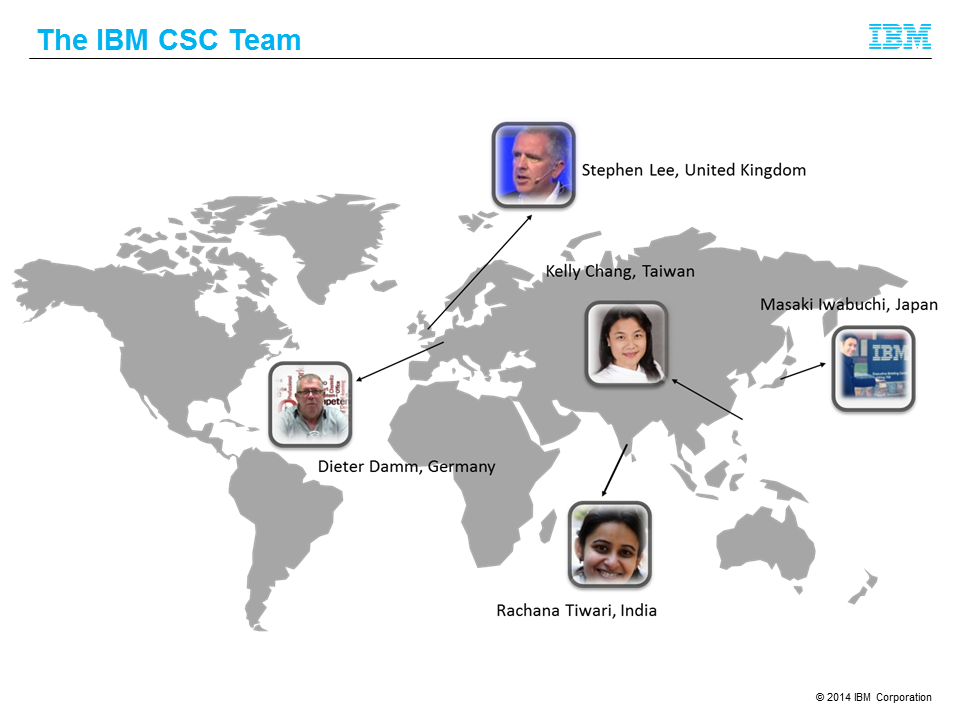 The IBM CSC Team
IBM
Stephen Lee, United Kingdom
Kelly Chang, Taiwan
Masaki Iwabuchi, Japan
IBM
Dieter Damm, Germany
Rachana Tiwari, India
© 2014 IBM Corporation